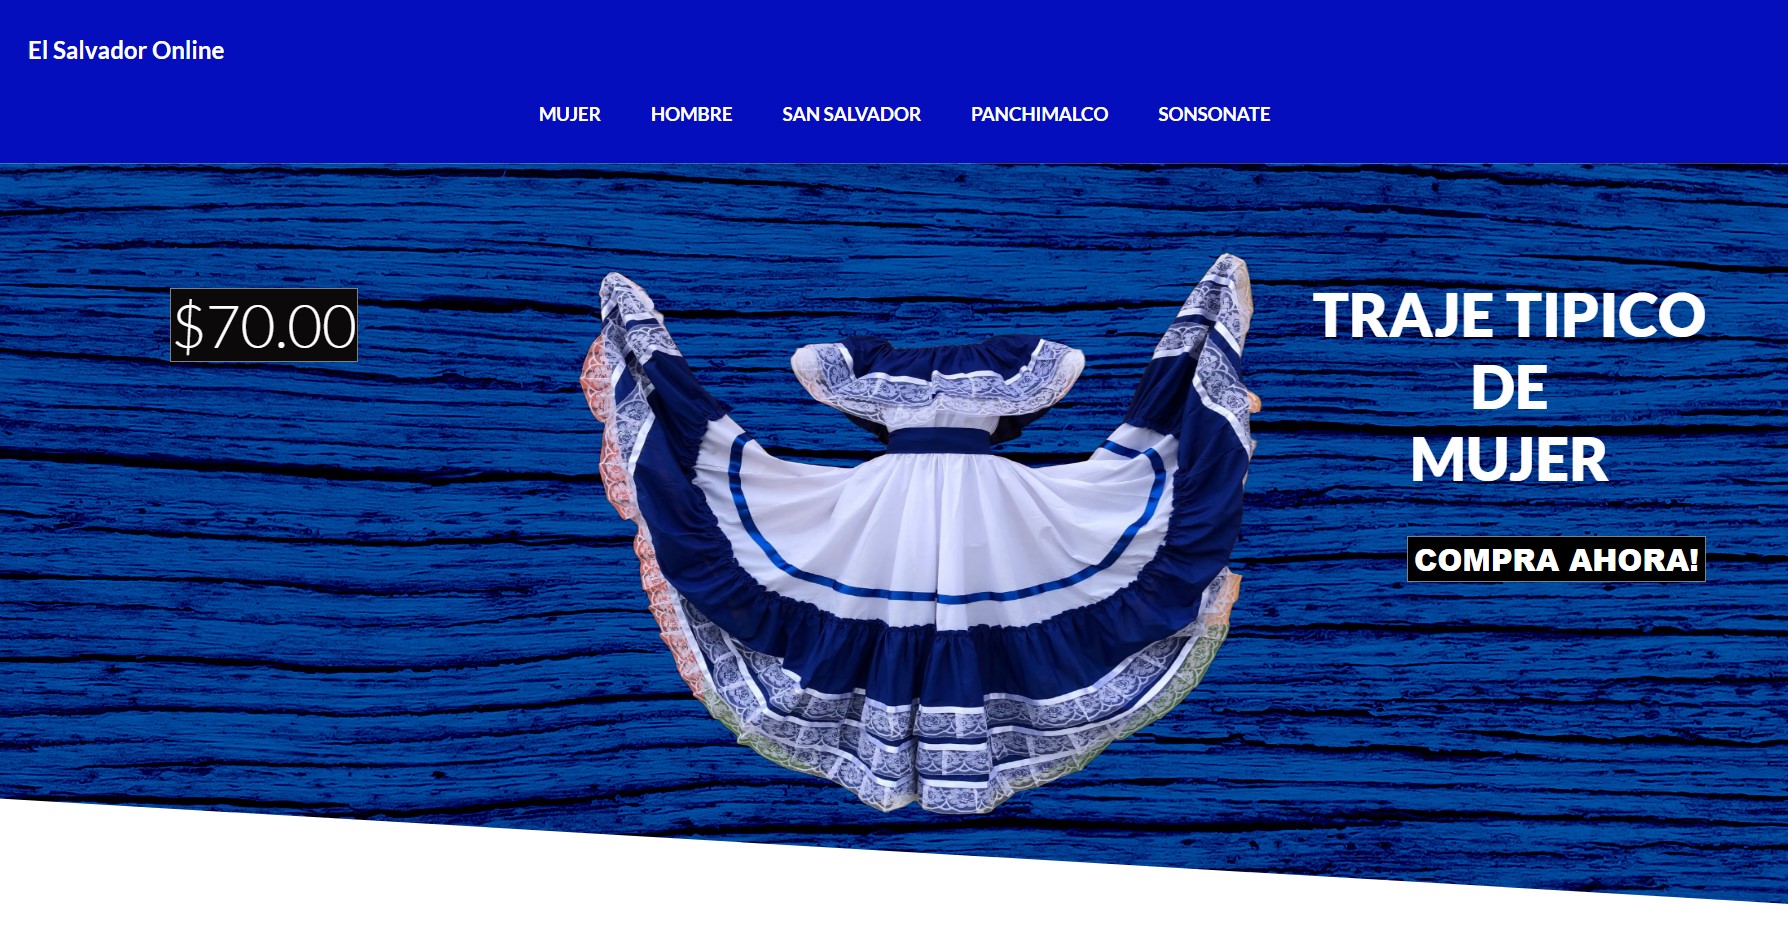 El Salvador Online
MUJER HOMBRE SAN SALVADOR PANCHIMALCO SONSONATE
$70.00
TRAJE TIPICO
DE
MUJER
COMPRA AHORA!